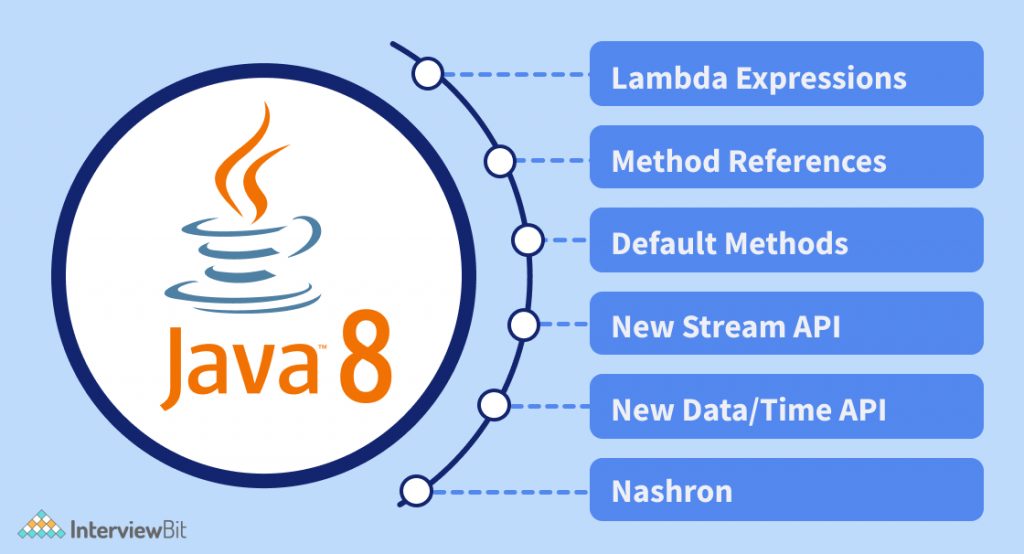 Java™ 8
Lambda Expressions
Method References
Default Methods
New Stream API
New Data/Time API
Nashron
InterviewBit